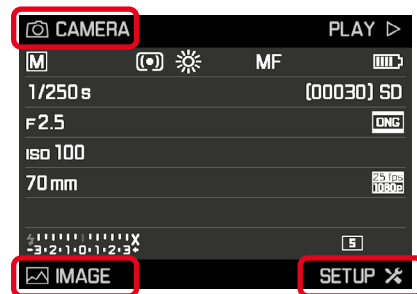 CAMERA PLAY
M MF
1/250 s (00030) SD
F2.5 DNG
ISO 100
70 mm 25 fps 1080p
-3·2·1·0·1·2·3+
S
IMAGE SETUP